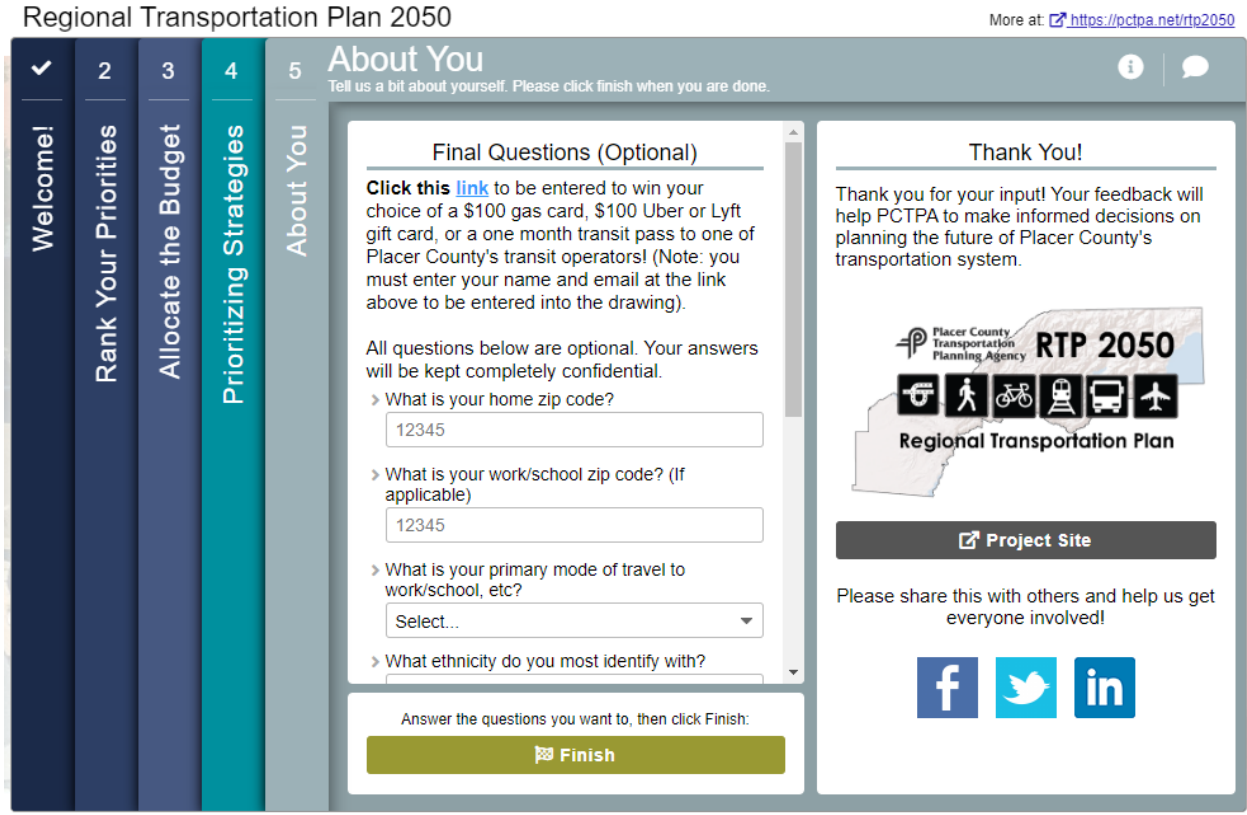 Regional Transportation Plan 2050
More at: https://pctpa.net/rtp2050
Welcome!
2
Rank Your Priorities
3
Allocate the Budget
4
Prioritizing Strategies
5
About You
About You
Tell us a bit about yourself. Please click finish when you are done.
Final Questions (Optional)
Click this link to be entered to win your
choice of a $100 gas card, $100 Uber or Lyft
gift card, or a one month transit pass to one of
Placer County's transit operators! (Note: you
must enter your name and email at the link
above to be entered into the drawing).
All questions below are optional. Your answers
will be kept completely confidential.
What is your home zip code?
12345
What is your work/school zip code? (If
applicable)
12345
What is your primary mode of travel to
work/school, etc?
Select...
What ethnicity do you most identify with?
Answer the questions you want to, then click Finish:
Finish
Thank You!
Thank you for your input! Your feedback will
help PCTPA to make informed decisions on
planning the future of Placer County's
transportation system.
Placer County
Transportation
Planning Agency
RTP 2050
Regional Transportation Plan
Project Site
Please share this with others and help us get
everyone involved!
f
in